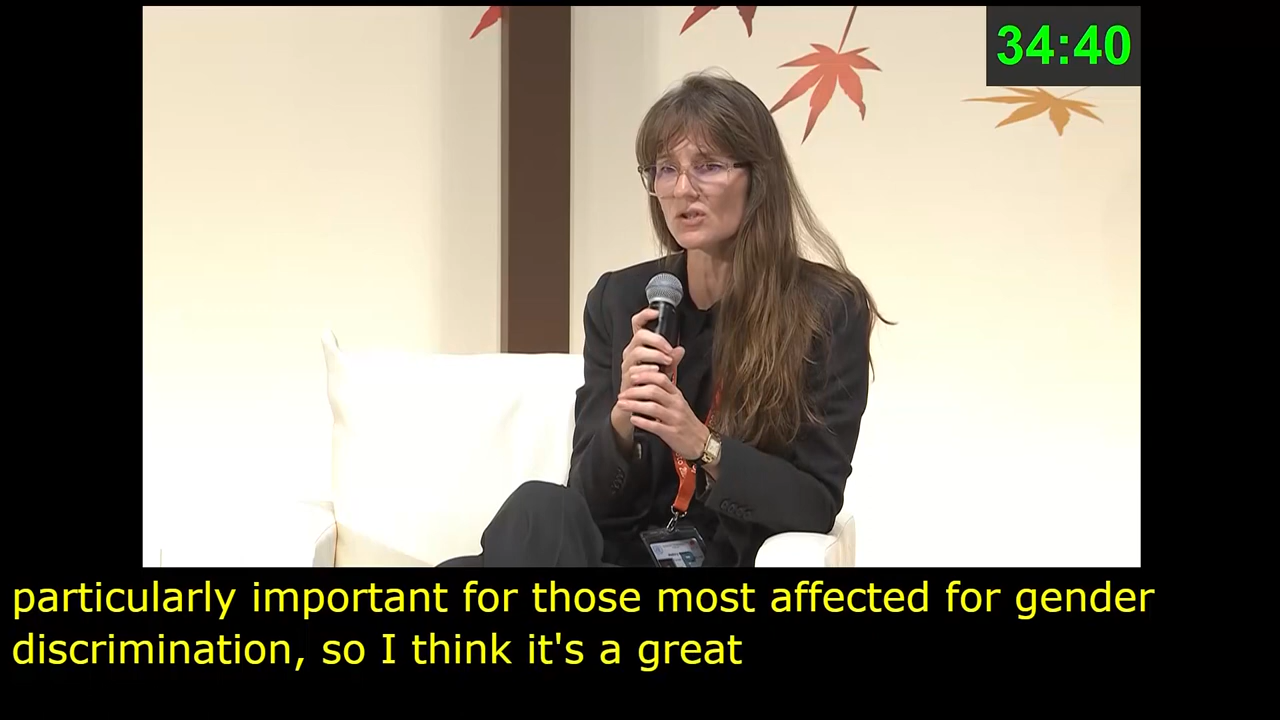 34:40
particularly important for those most affected for gender
discrimination, so I think it's a great